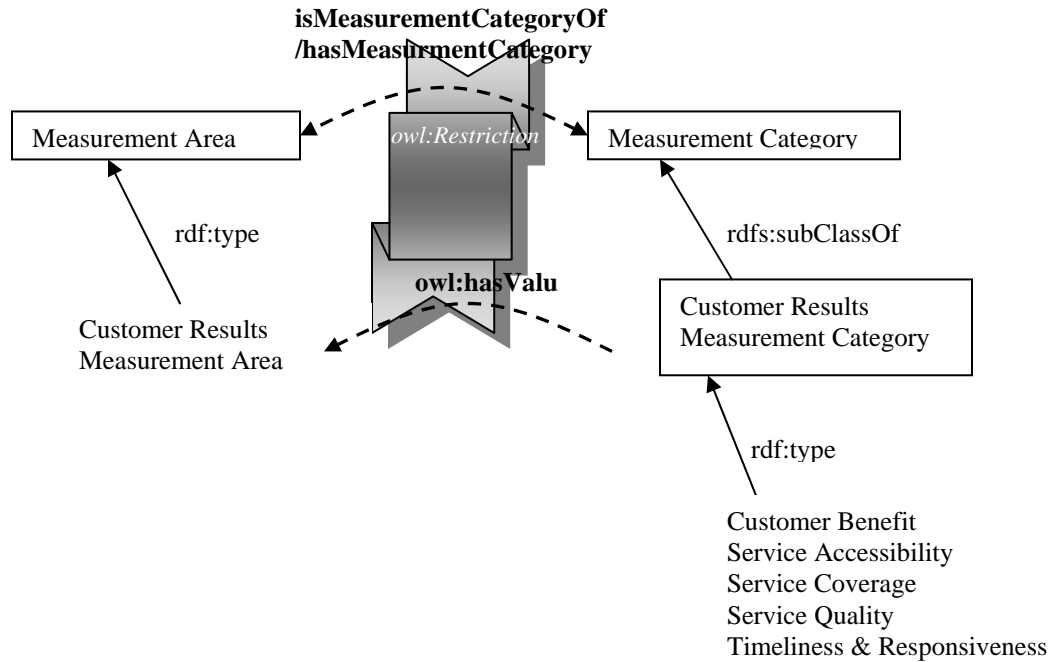 isMeasurementCategoryOf
/hasMeasurmentCategory
Measurement Area
owl:Restriction
Measurement Category
rdf:type
rdfs:subClassOf
owl:hasValu
Customer Results
Measurement Area
Customer Results
Measurement Category
rdf:type
Customer Benefit
Service Accessibility
Service Coverage
Service Quality
Timeliness & Responsiveness